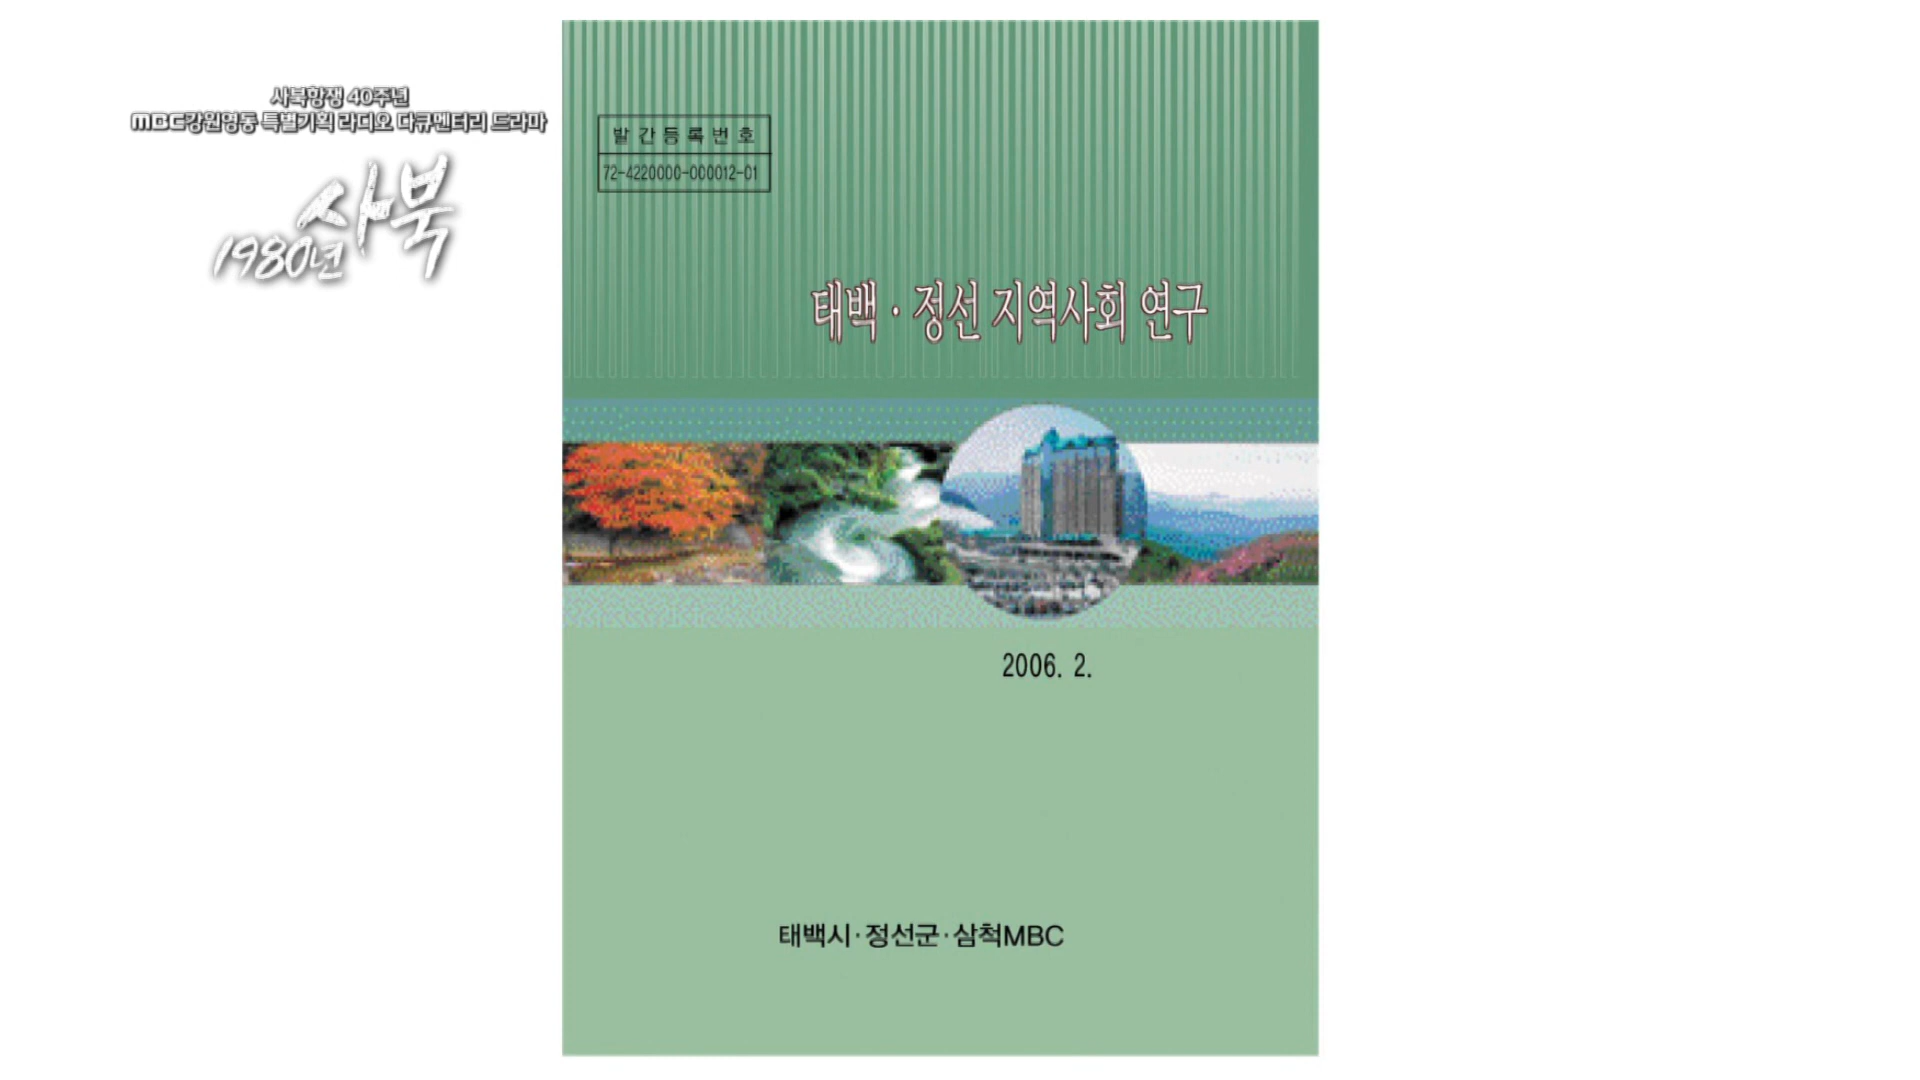 사북항쟁 40주년
MBC강원영동 특별기획 라디오 다큐멘터리 드라마
1980년 사북
발간등록번호
72-4220000-000012-01
태백·정선 지역사회 연구
2006. 2.
태백시·정선군·삼척MBC